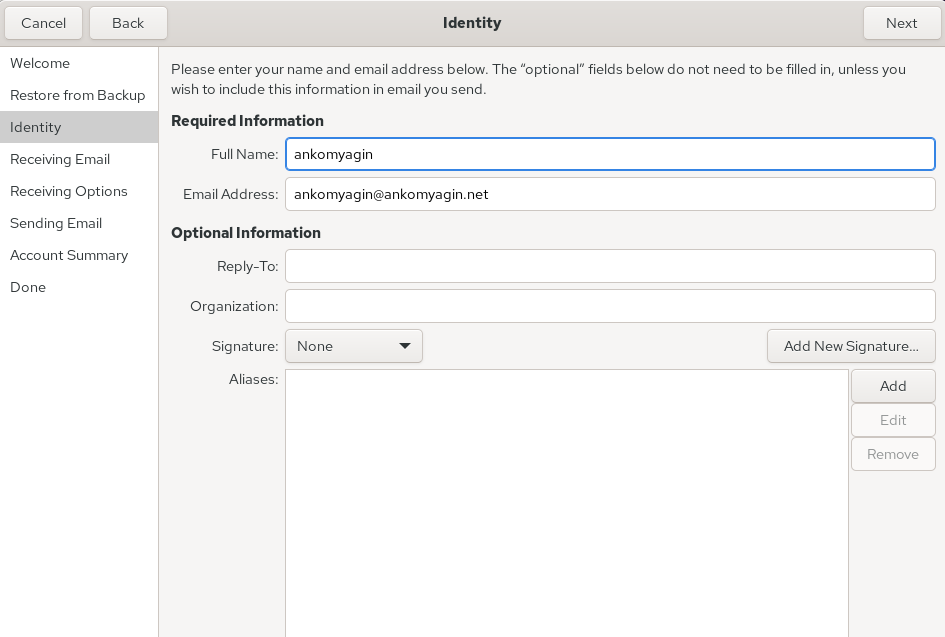 Cancel Back Identity Next
Welcome
Restore from Backup
Identity
Receiving Email
Receiving Options
Sending Email
Account Summary
Done
Please enter your name and email address below. The “optional” fields below do not need to be filled in, unless you
wish to include this information in email you send.
Required Information
Full Name: ankomyagin
Email Address: ankomyagin@ankomyagin.net
Optional Information
Reply-To:
Organization:
Signature: None Add New Signature...
Aliases:
Add
Edit
Remove